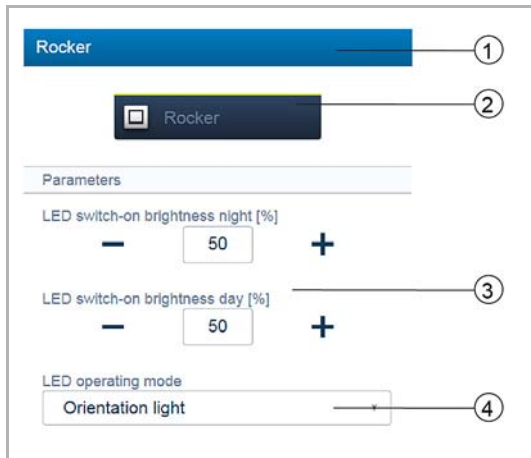 Rocker
1
Rocker
2
Parameters
LED switch-on brightness night [%]
50
LED switch-on brightness day [%]
3
50
LED operating mode
Orientation light
4